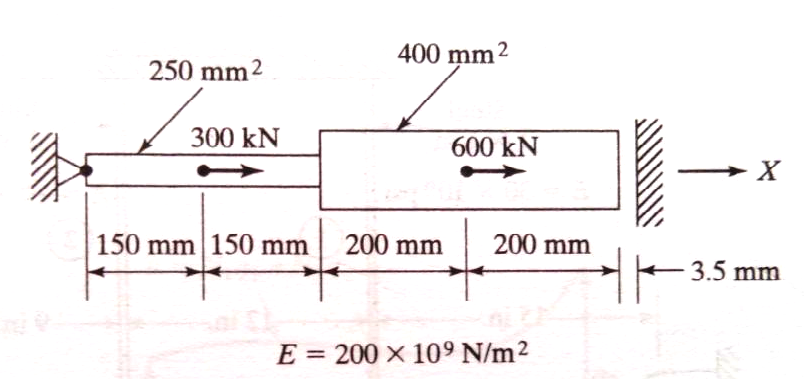 400 mm²
250 mm²
300 kN
600 kN
X
150 mm 150 mm 200 mm 200 mm
3.5 mm
E = 200 × 10⁹ N/m²